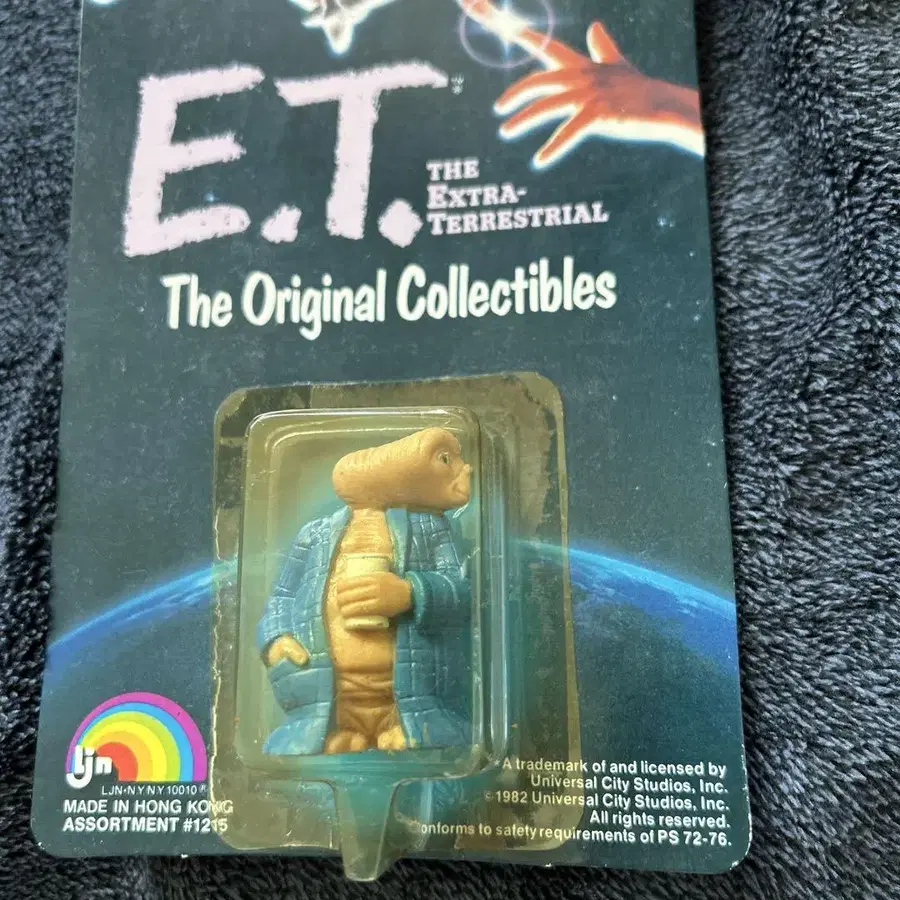 E.T.
THE
EXTRA-
TERRESTRIAL
The Original Collectibles
ljn
LJN•NY NY 10010®
MADE IN HONG KONG
ASSORTMENT #1215
A trademark of and licensed by
Universal City Studios, Inc.
©1982 Universal City Studios, Inc.
All rights reserved.
Conforms to safety requirements of PS 72-76.